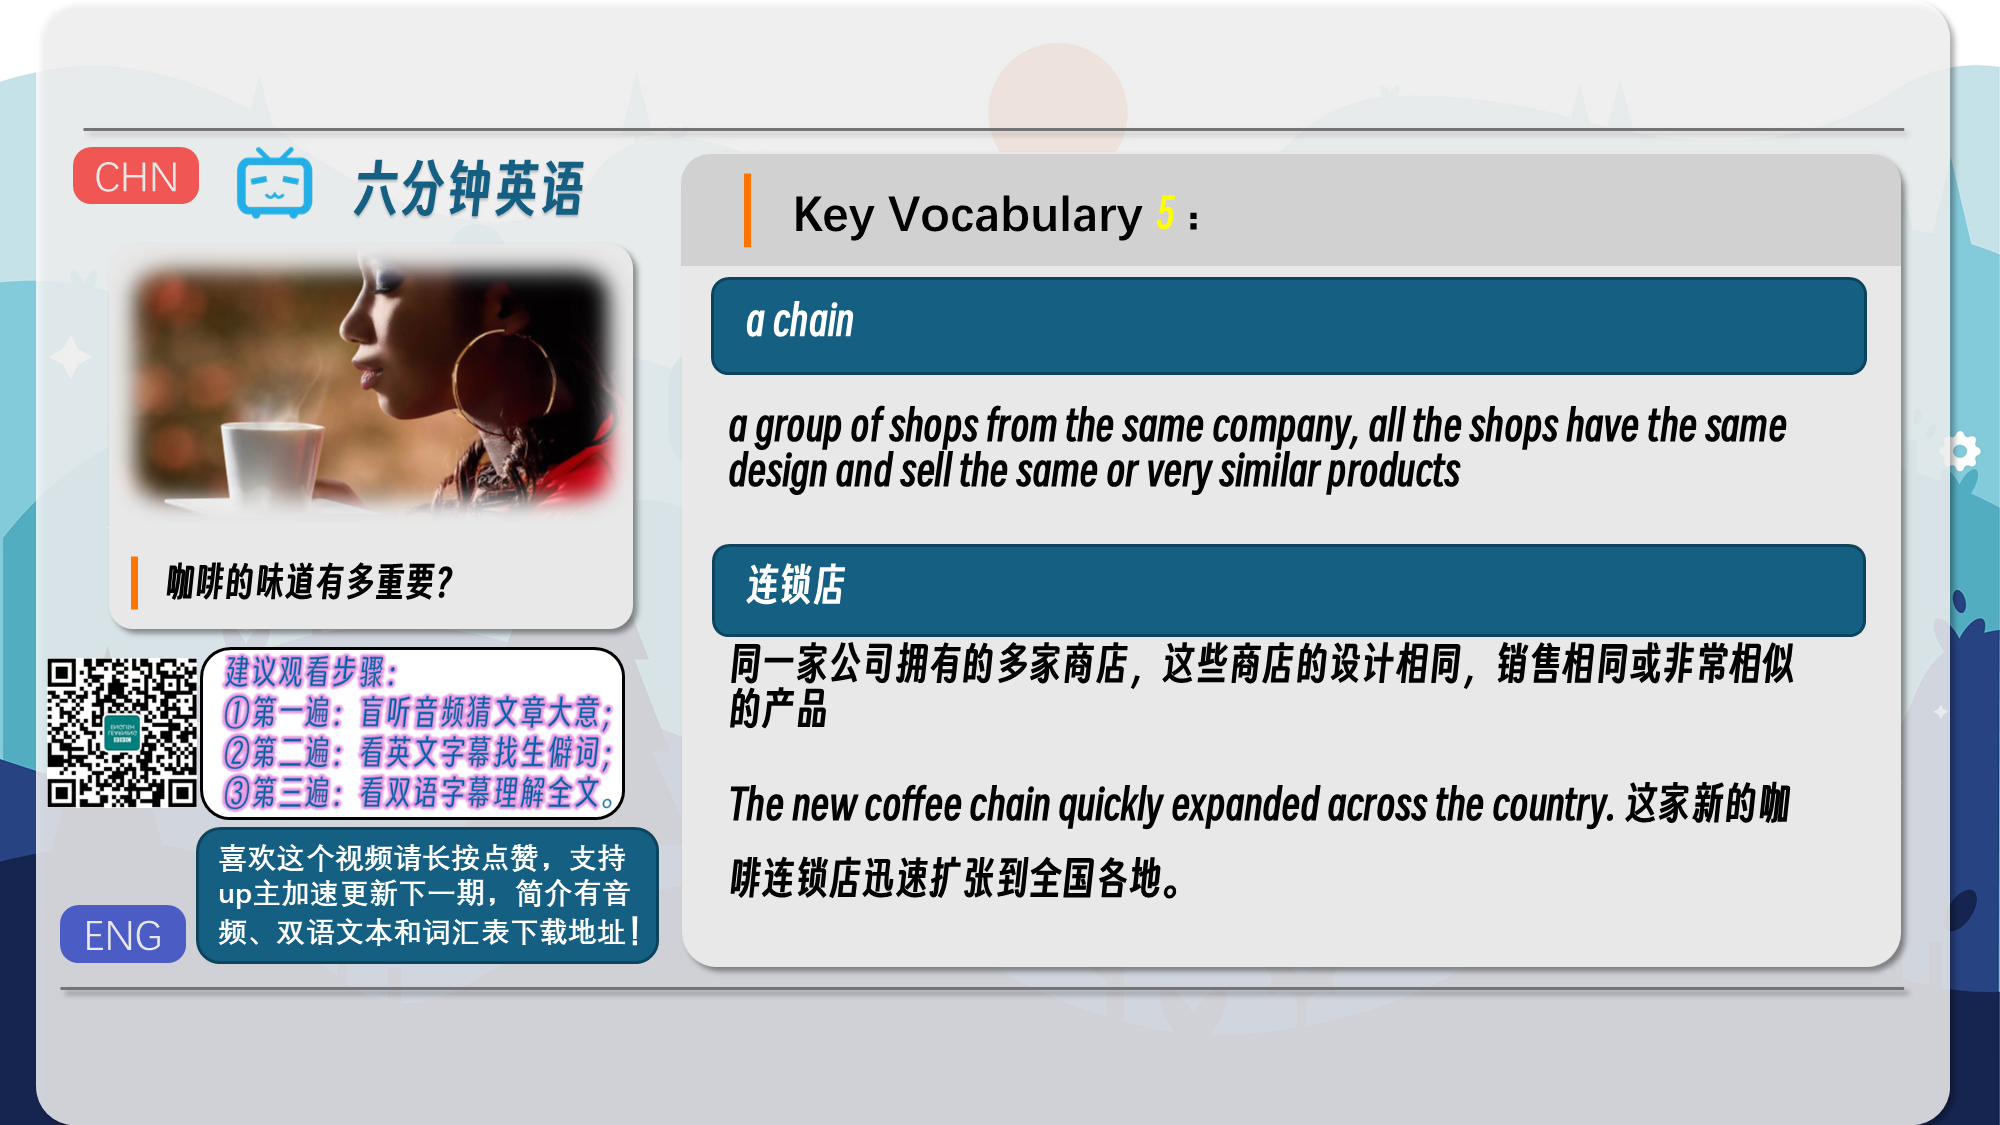 CHN
六分钟英语
咖啡的味道有多重要？
建议观看步骤：
①第一遍：盲听音频猜文章大意；
②第二遍：看英文字幕找生僻词；
③第三遍：看双语字幕理解全文。
喜欢这个视频请长按点赞，支持
up主加速更新下一期，简介有音
频、双语文本和词汇表下载地址！
ENG
Key Vocabulary 5：
a chain
a group of shops from the same company, all the shops have the same
design and sell the same or very similar products
连锁店
同一家公司拥有的多家商店，这些商店的设计相同，销售相同或非常相似
的产品
The new coffee chain quickly expanded across the country. 这家新的咖
啡连锁店迅速扩张到全国各地。